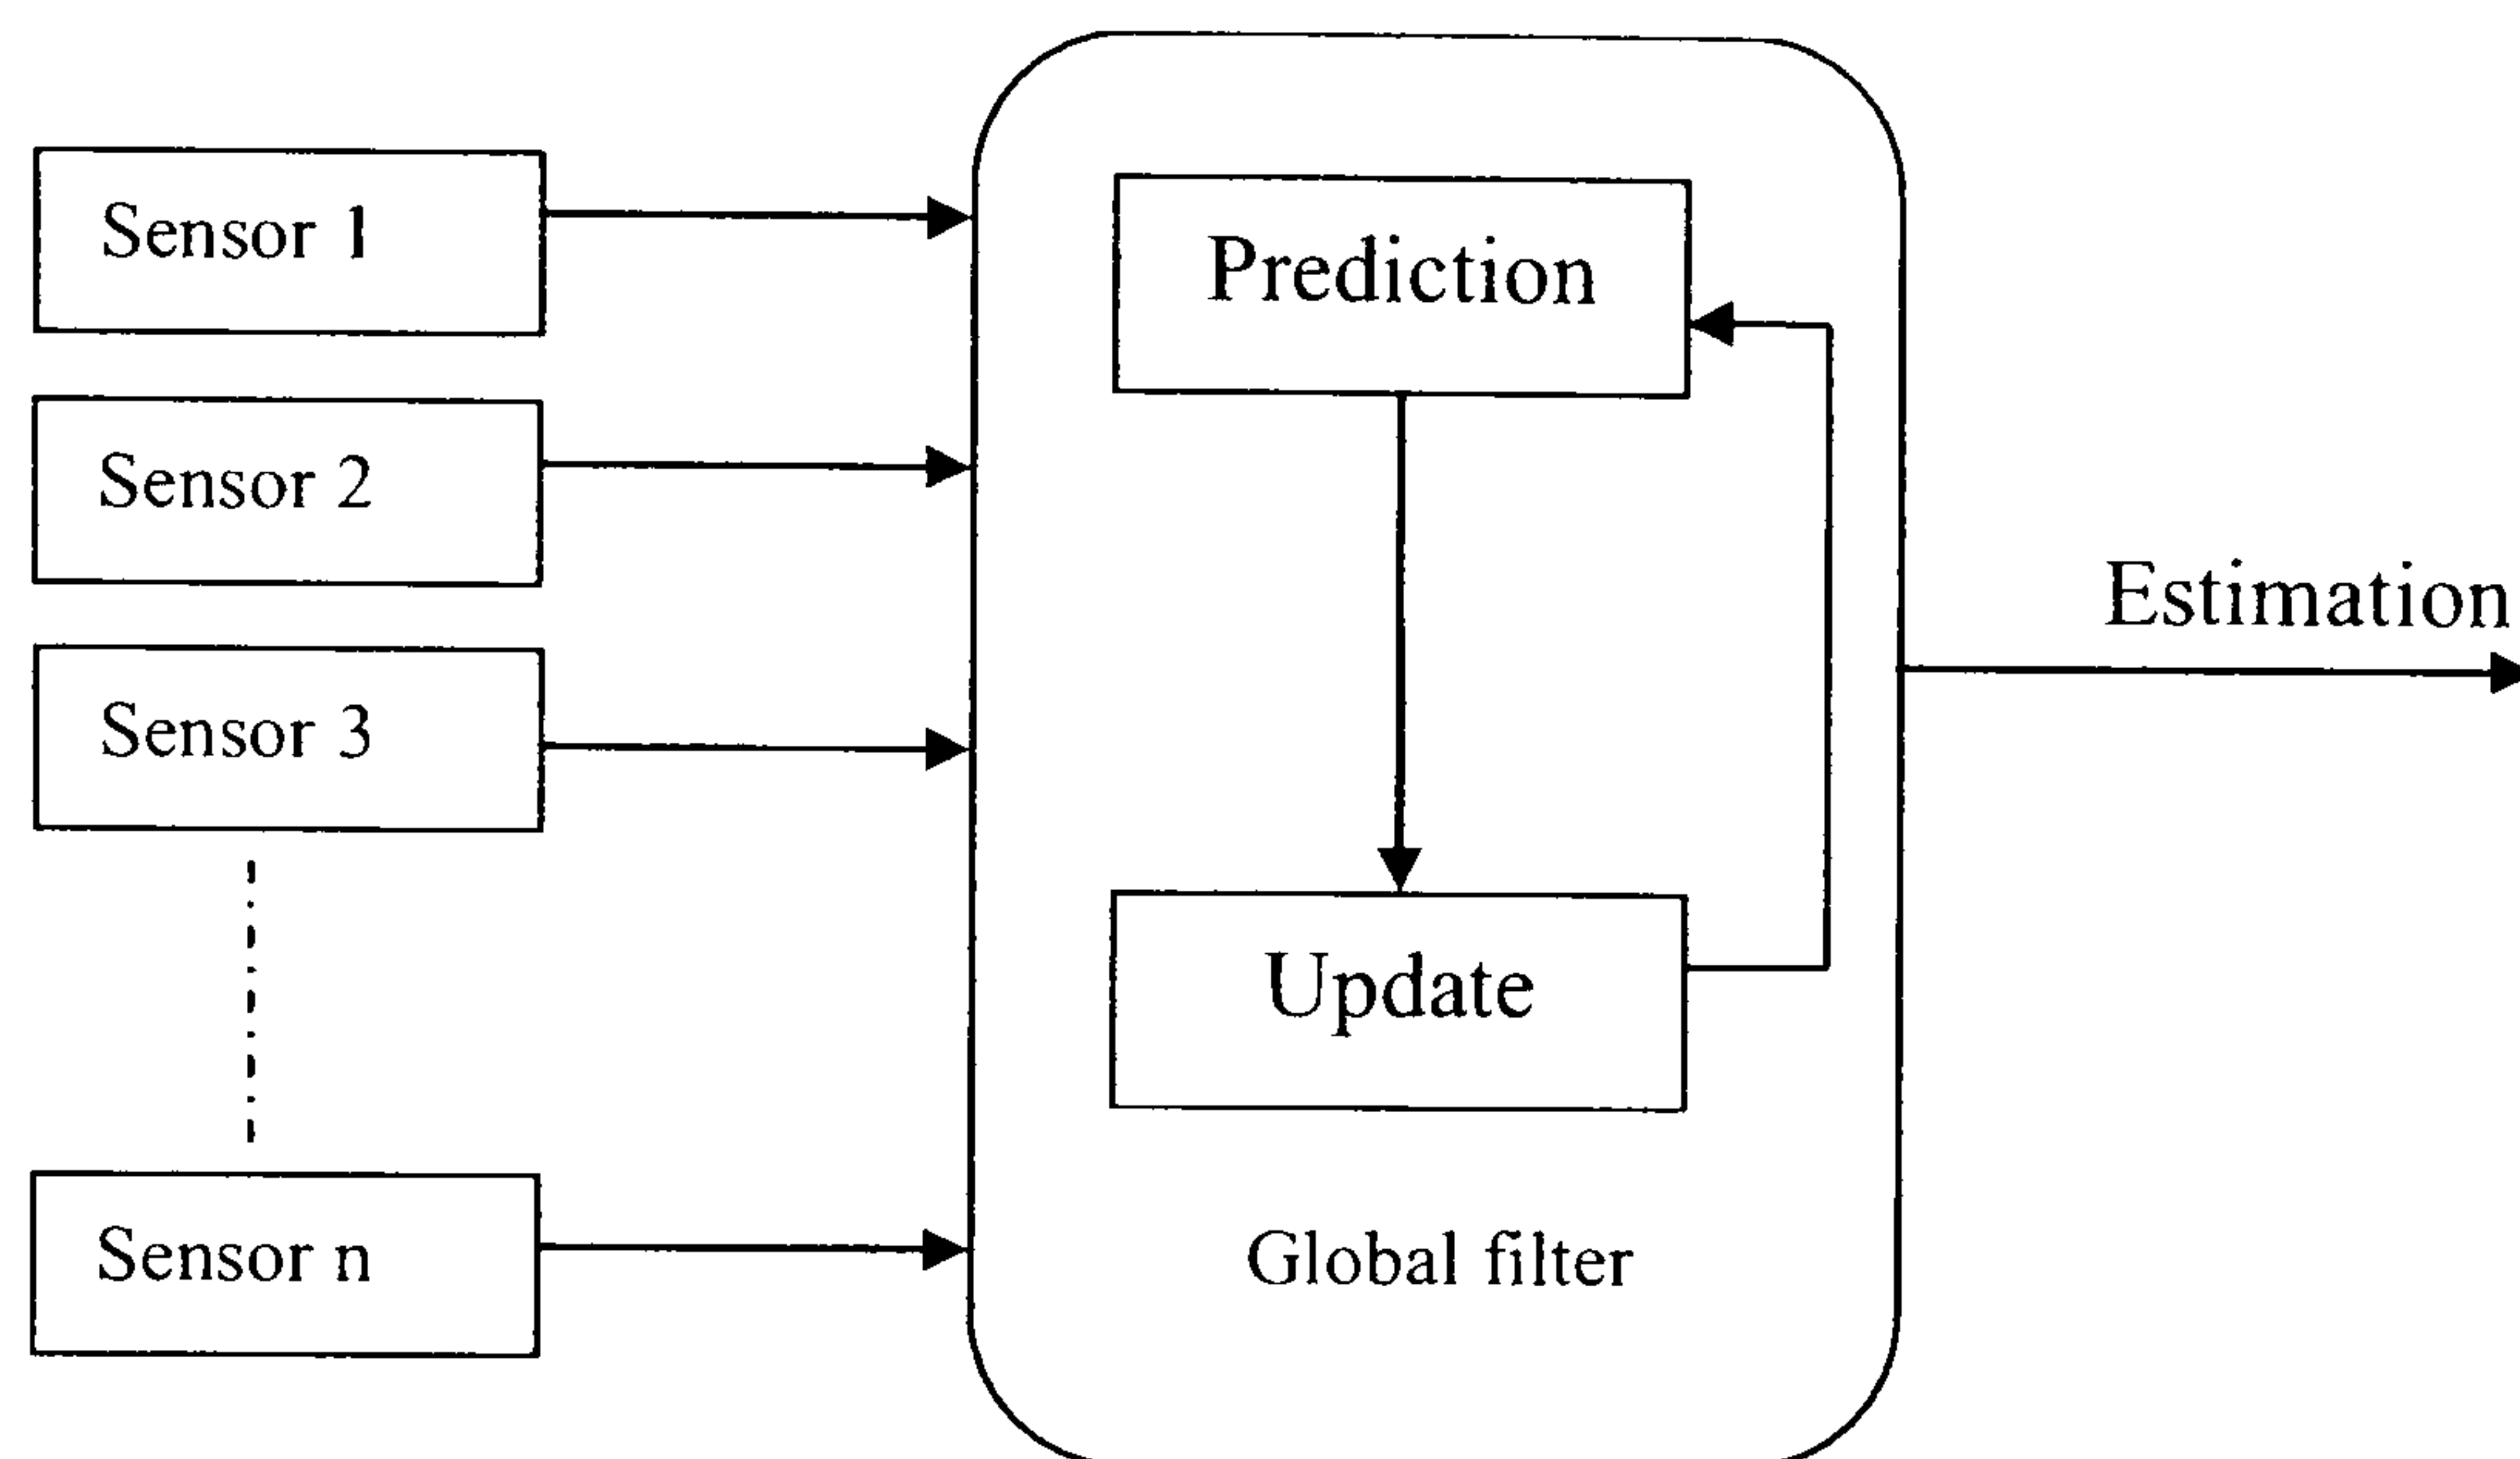 Sensor 1
Sensor 2
Sensor 3
Sensor n
Prediction
Update
Global filter
Estimation